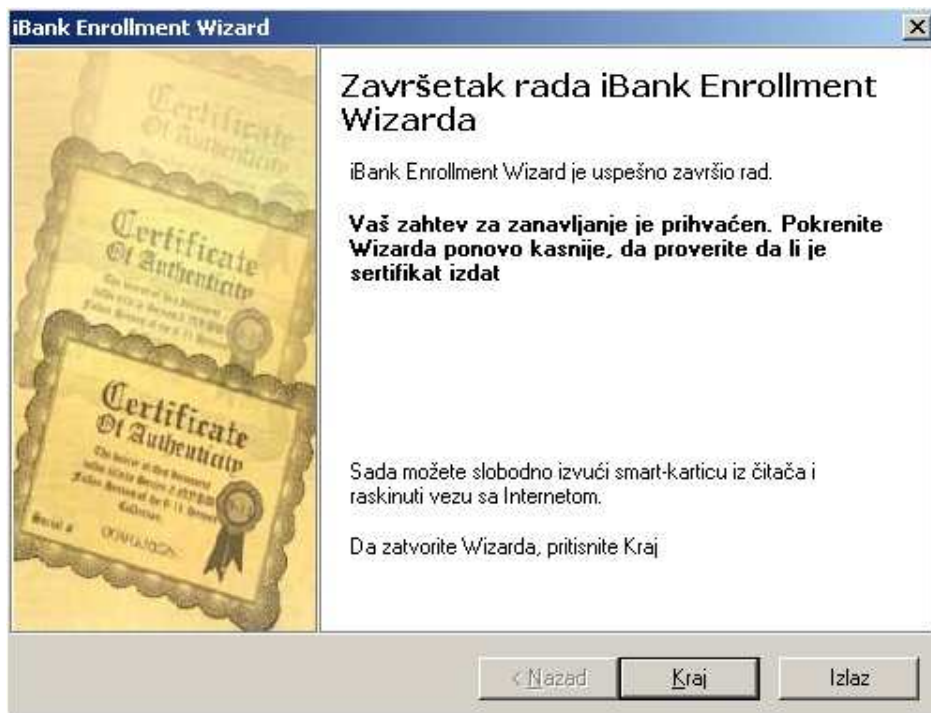 iBank Enrollment Wizard
Završetak rada iBank Enrollment
Wizarda
iBank Enrollment Wizard je uspešno završio rad.
Vaš zahtev za zanavljanje je prihvaćen. Pokrenite
Wizarda ponovo kasnije, da proverite da li je
sertifikat izdat
Sada možete slobodno izvući smart-karticu iz čitača i
raskinuti vezu sa Internetom.
Da zatvorite Wizarda, pritisnite Kraj
Certificate
Of Authenticity
Certificate
Of Authenticity
Certificate
Of Authenticity
Serial #
< Nazad
Kraj
Izlaz